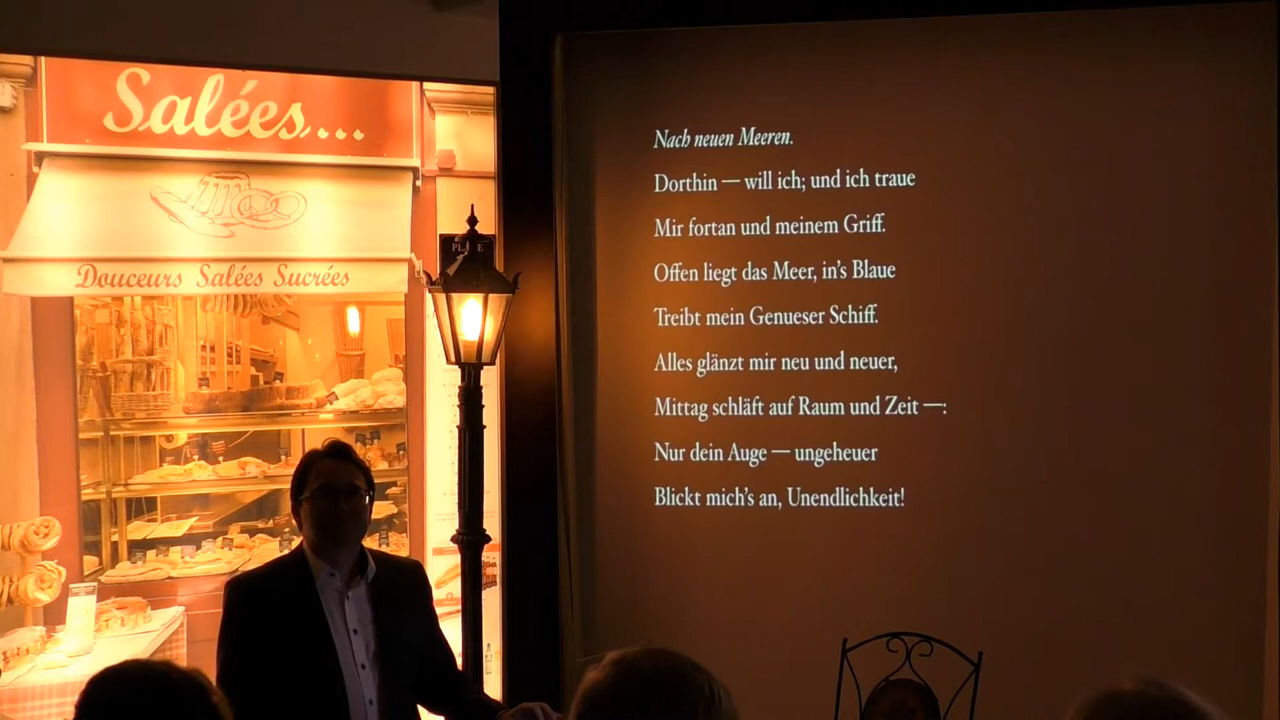 Salées...
Douceurs Salées Sucrées
Nach neuen Meeren.
Dorthin — will ich; und ich traue
Mir fortan und meinem Griff.
Offen liegt das Meer, in's Blaue
Treibt mein Genueser Schiff.
Alles glänzt mir neu und neuer,
Mittag schläft auf Raum und Zeit —:
Nur dein Auge — ungeheuer
Blickt mich's an, Unendlichkeit!